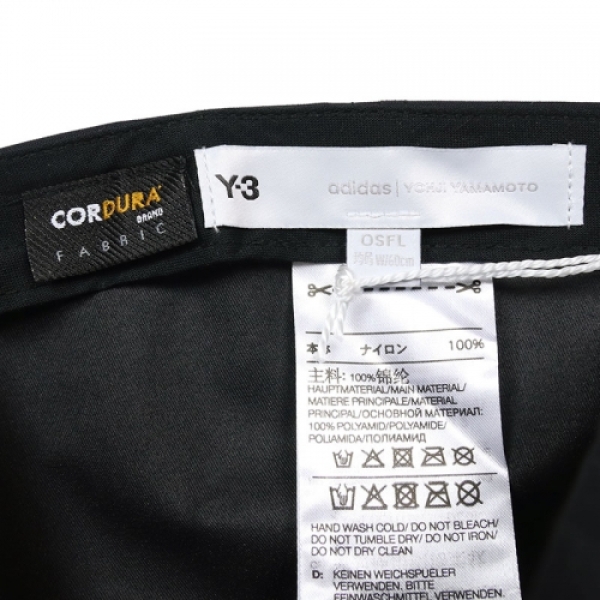 CORDURA
BRAND
FABRIC
Y-3
adidas | YOHJI YAMAMOTO
OSFL
本体 ナイロン 100%
主料: 100%锦纶
HAUPTMATERIAL/MAIN MATERIAL/
MATIERE PRINCIPALE/MATERIAL
PRINCIPAL/ОСНОВНОЙ МАТЕРИАЛ:
100% POLYAMID/POLYAMIDE/
POLIAMIDA/ПОЛИАМИД
HAND WASH COLD/ DO NOT BLEACH/
DO NOT TUMBLE DRY/ DO NOT IRON/
DO NOT DRY CLEAN
D: KEINEN WEICHSPUELER
VERWENDEN. BITTE